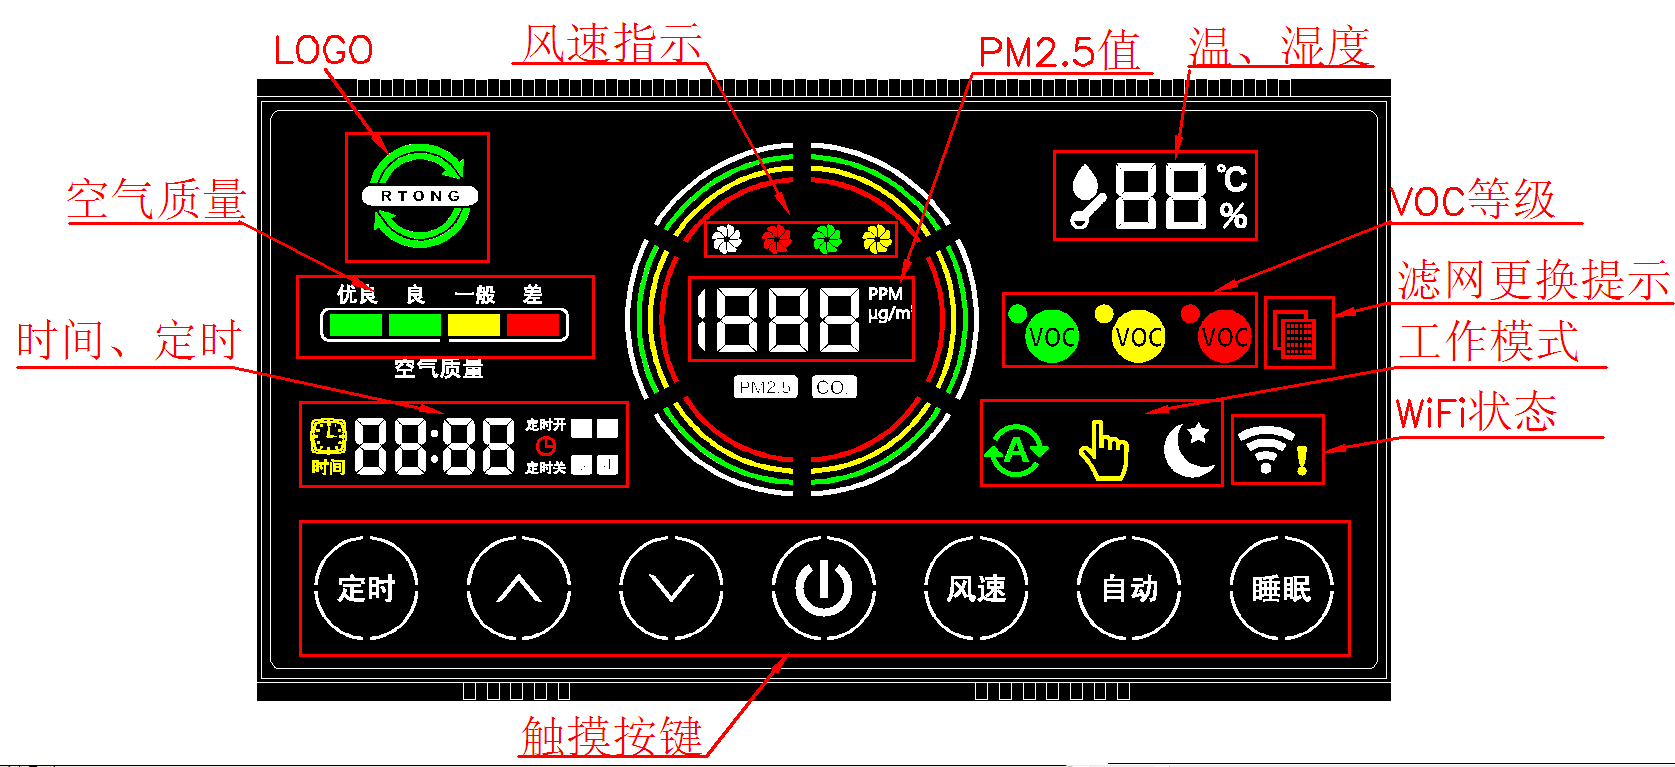 LOGO
风速指示
PM2.5值
温、湿度
空气质量
RTONG
88
℃
%
VOC等级
优良 良 一般 差
空气质量
1888
PPM
μg/m³
PM2.5 CO.
VOC VOC VOC
滤网更换提示
时间、定时
时间
88:88
定时开
定时关
A
工作模式
WiFi状态
!
定时
风速
自动
睡眠
触摸按键